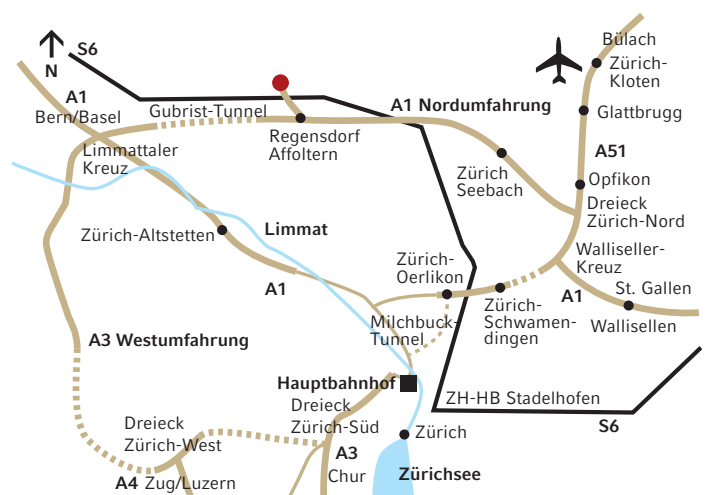 Bülach
S6
Zürich-
Kloten
N
A1
Bern/Basel
Gubrist-Tunnel
A1 Nordumfahrung
Glattbrugg
Regensdorf
Affoltern
Limmattaler
Kreuz
A51
Zürich
Seebach
Opfikon
Dreieck
Zürich-Nord
Zürich-Altstetten
Limmat
Zürich-
Oerlikon
Walliseller-
Kreuz
A1
A1
St. Gallen
Wallisellen
Milchbuck-
Tunnel
Zürich-
Schwamen-
dingen
A3 Westumfahrung
Hauptbahnhof
ZH-HB Stadelhofen
S6
Dreieck
Zürich-Süd
Dreieck
Zürich-West
Zürich
A3
Chur
Zürichsee
A4 Zug/Luzern